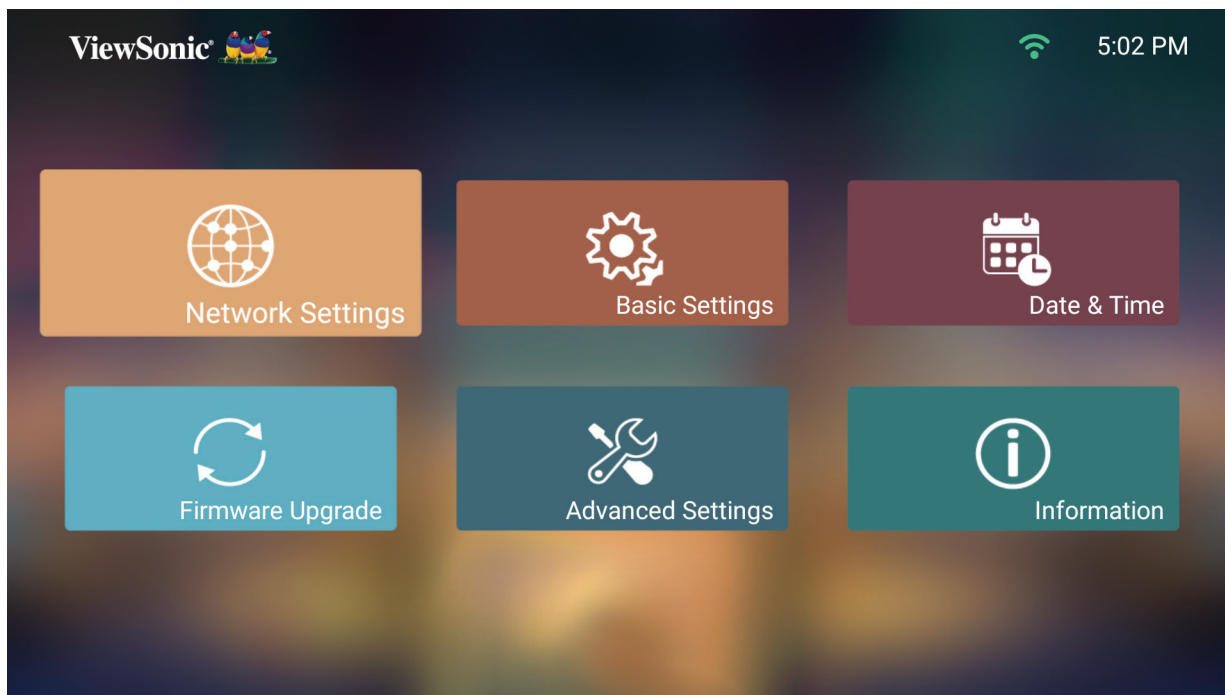 ViewSonic
5:02 PM
Network Settings
Basic Settings
Date & Time
Firmware Upgrade
Advanced Settings
Information